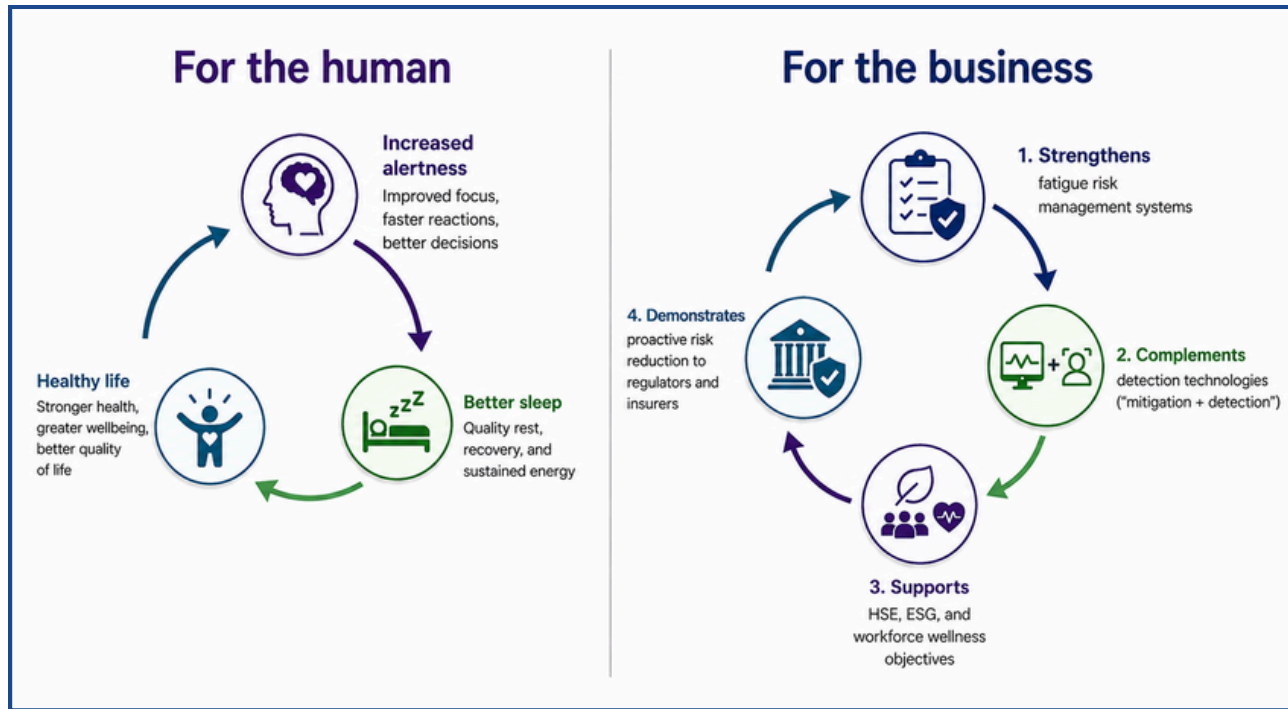 For the human
Increased
alertness
Improved focus,
faster reactions,
better decisions
Healthy life
Stronger health,
greater wellbeing,
better quality
of life
zzZ
Better sleep
Quality rest,
recovery, and
sustained energy
For the business
1. Strengthens
fatigue risk
management systems
4. Demonstrates
proactive risk
reduction to
regulators and
insurers
2. Complements
detection technologies
("mitigation + detection")
3. Supports
HSE, ESG, and
workforce wellness
objectives